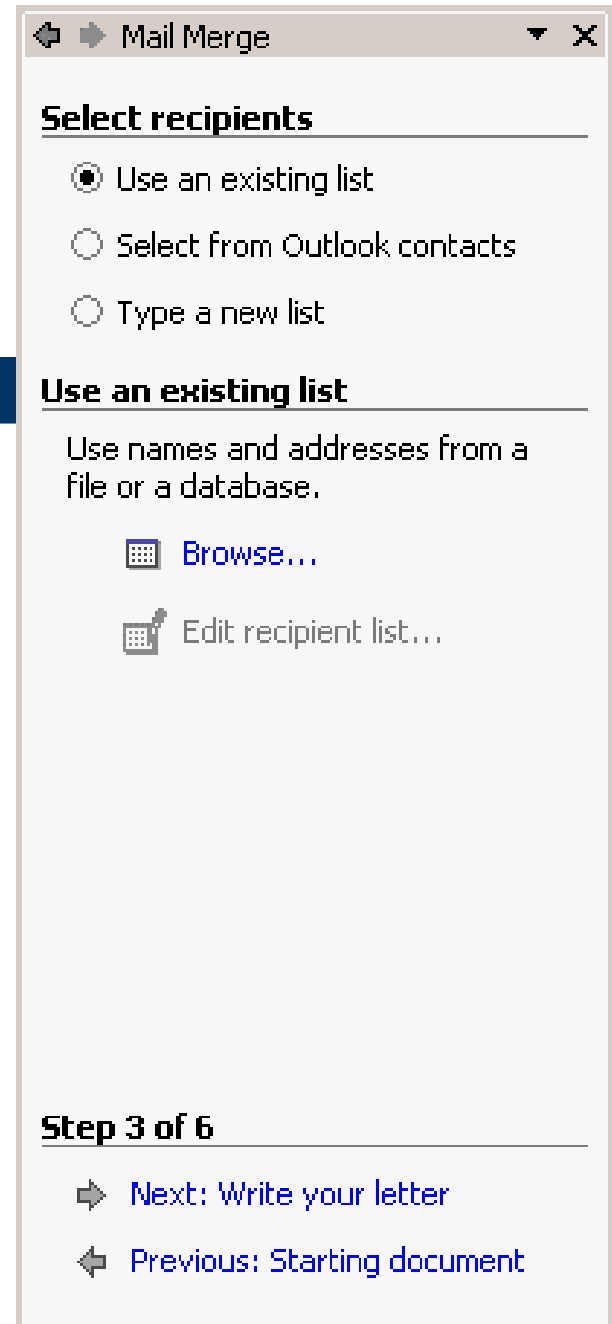 Mail Merge
Select recipients
Use an existing list
Select from Outlook contacts
Type a new list
Use an existing list
Use names and addresses from a
file or a database.
Browse...
Edit recipient list...
Step 3 of 6
Next: Write your letter
Previous: Starting document